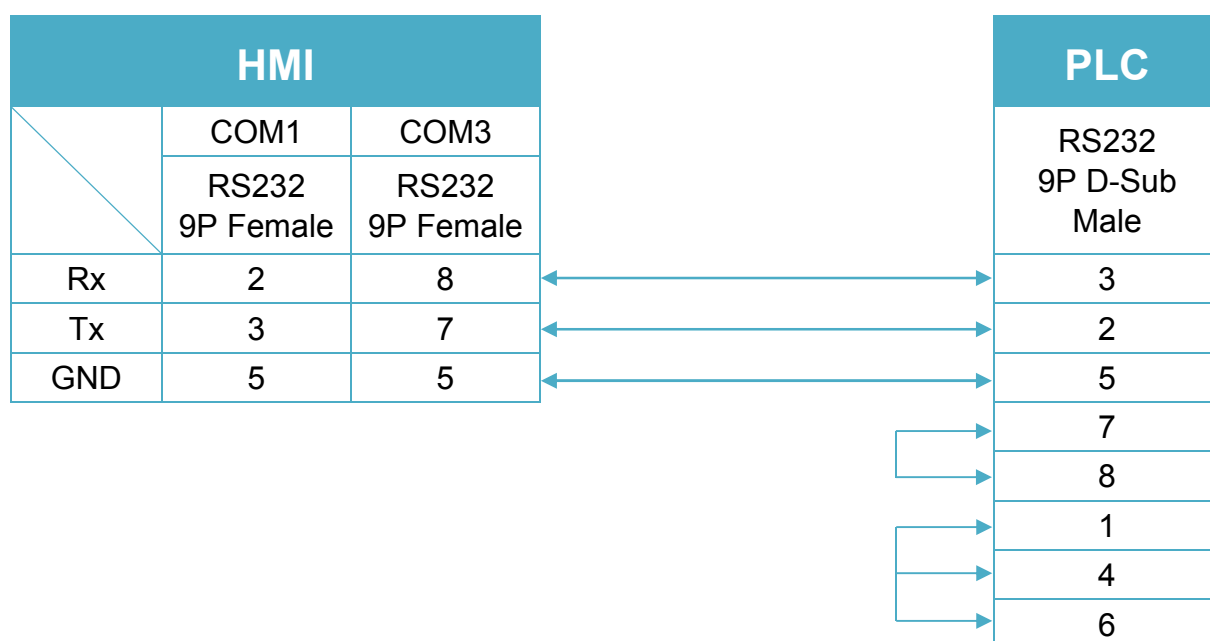 HMI
PLC
COM1 COM3
RS232
9P Female
RS232
9P Female
RS232
9P D-Sub
Male
Rx 2 8 3
Tx 3 7 2
GND 5 5 5
7
8
1
4
6